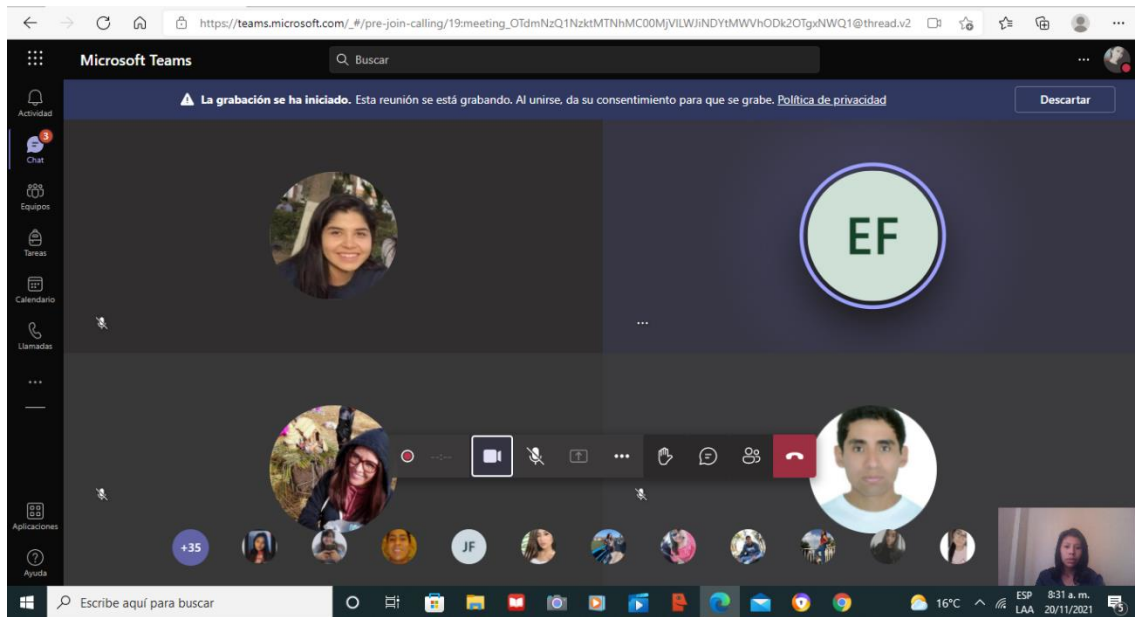 https://teams.microsoft.com/_#/pre-join-calling/19:meeting_OTdmNzQ1NzktMTNhMC00MjVlLWJiNDYtMWVhODk2OTgxNWQ1@thread.v2
Microsoft Teams
Buscar
La grabación se ha iniciado. Esta reunión se está grabando. Al unirse, da su consentimiento para que se grabe. Política de privacidad
Descartar
Actividad
3
Chat
Equipos
Tareas
Calendario
Llamadas
EF
--:--
Aplicaciones
Ayuda
+35
JF
Escribe aquí para buscar
16°C
ESP
LAA
8:31 a. m.
20/11/2021
5